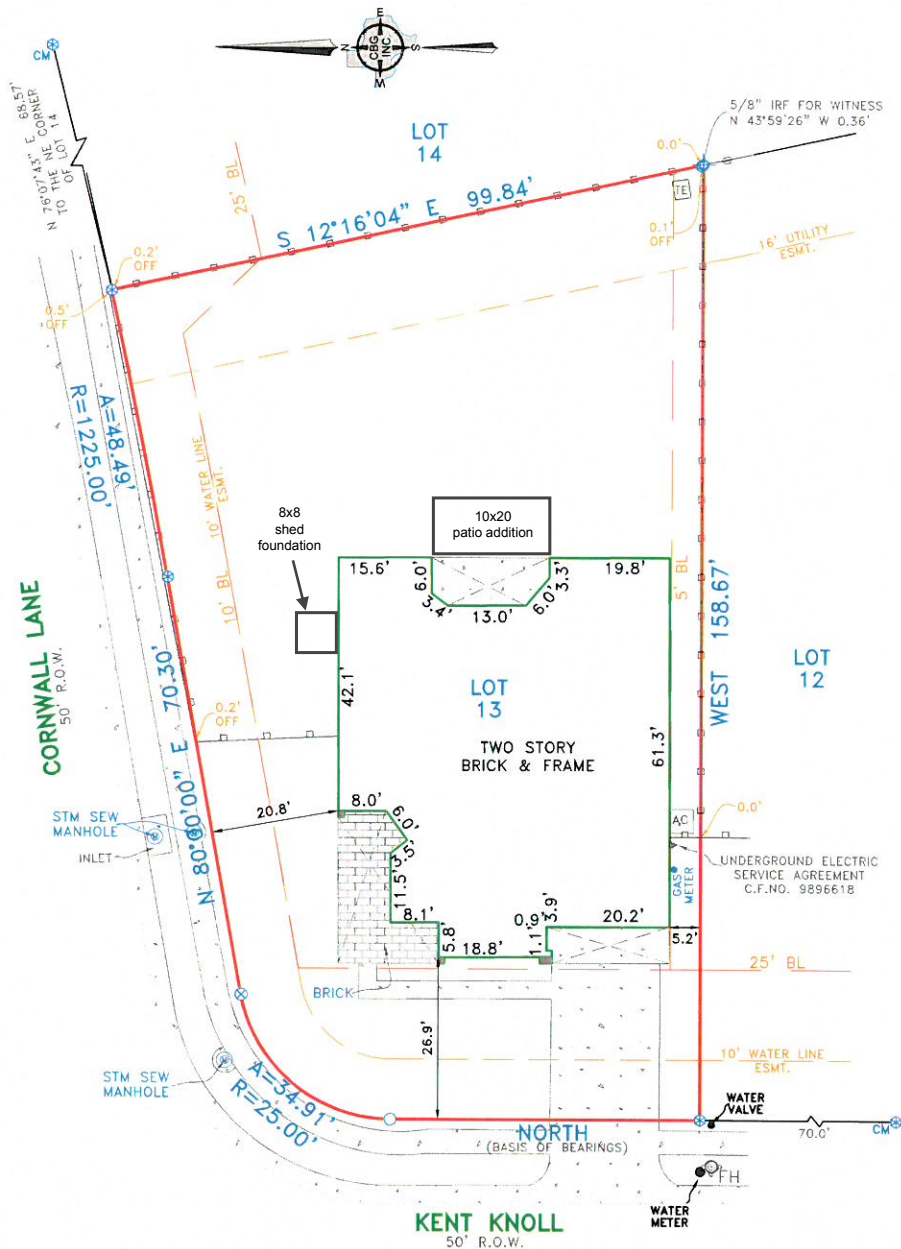 E
N
CBG
INC
S
W
CM
N 76°07'43" E 68.57'
TO THE NE CORNER
OF LOT 14
5/8" IRF FOR WITNESS
N 43°59'26" W 0.36'
LOT
14
25' BL
0.0'
TE
S 12°16'04" E 99.84'
0.1'
OFF
16' UTILITY
ESMT.
0.2'
OFF
0.5'
OFF
A=48.49'
R=1225.00'
10' WATER LINE
ESMT.
10' BL
8x8
shed
foundation
10x20
patio addition
15.6'
6.0'
3.4'
13.0'
6.0'
3.3'
19.8'
5' BL
CORNWALL LANE
50' R.O.W.
N 80°00'00" E 70.30'
42.1'
LOT
13
TWO STORY
BRICK & FRAME
61.3'
WEST 158.67'
LOT
12
0.2'
OFF
20.8'
8.0'
6.0'
3.5'
11.5'
8.1'
5.8
18.8'
1.1'
0.9'
3.9'
20.2'
5.2'
AC
0.0'
GAS
METER
UNDERGROUND ELECTRIC
SERVICE AGREEMENT
C.F.NO. 9896618
STM SEW
MANHOLE
INLET
BRICK
25' BL
26.9'
10' WATER LINE
ESMT.
STM SEW
MANHOLE
A=34.91'
R=25.00'
NORTH
(BASIS OF BEARINGS)
WATER
VALVE
70.0'
CM
FH
WATER
METER
KENT KNOLL
50' R.O.W.